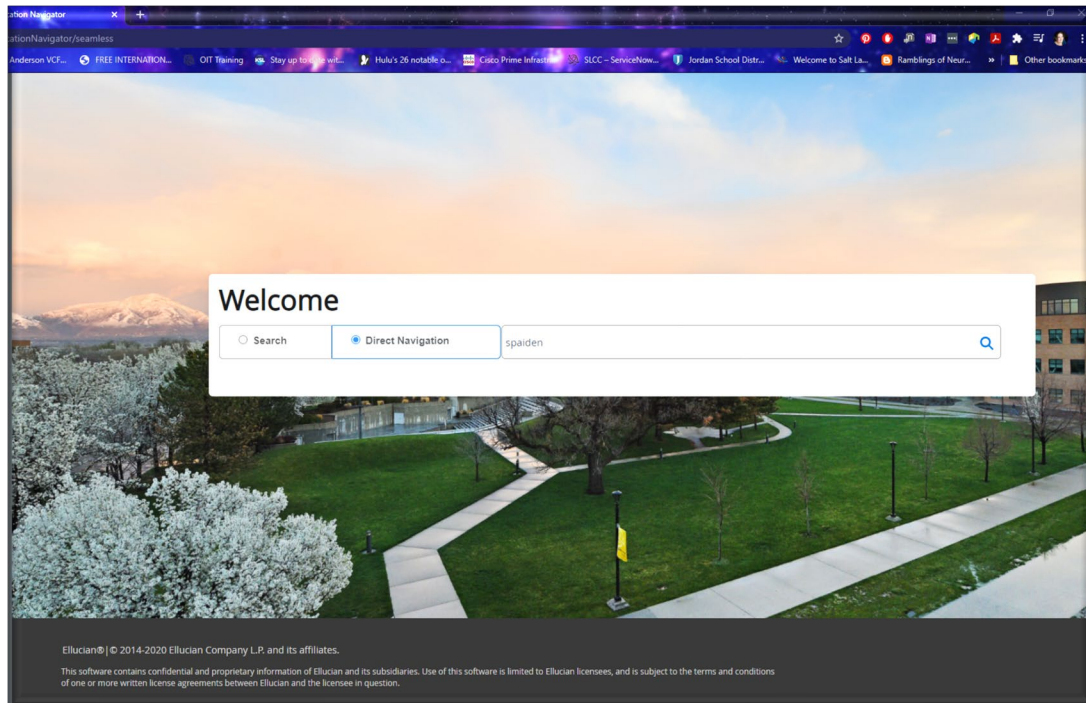 ation Navigator
ationNavigator/seamless
Anderson VCF... FREE INTERNATION... OIT Training Stay up to date wit... Hulu's 26 notable o... Cisco Prime Infrastr... SLCC – ServiceNow... Jordan School Distr... Welcome to Salt La... Ramblings of Neur... » Other bookmarks
Welcome
Search Direct Navigation spaiden
Ellucian®|© 2014-2020 Ellucian Company L.P. and its affiliates.
This software contains confidential and proprietary information of Ellucian and its subsidiaries. Use of this software is limited to Ellucian licensees, and is subject to the terms and conditions
of one or more written license agreements between Ellucian and the licensee in question.